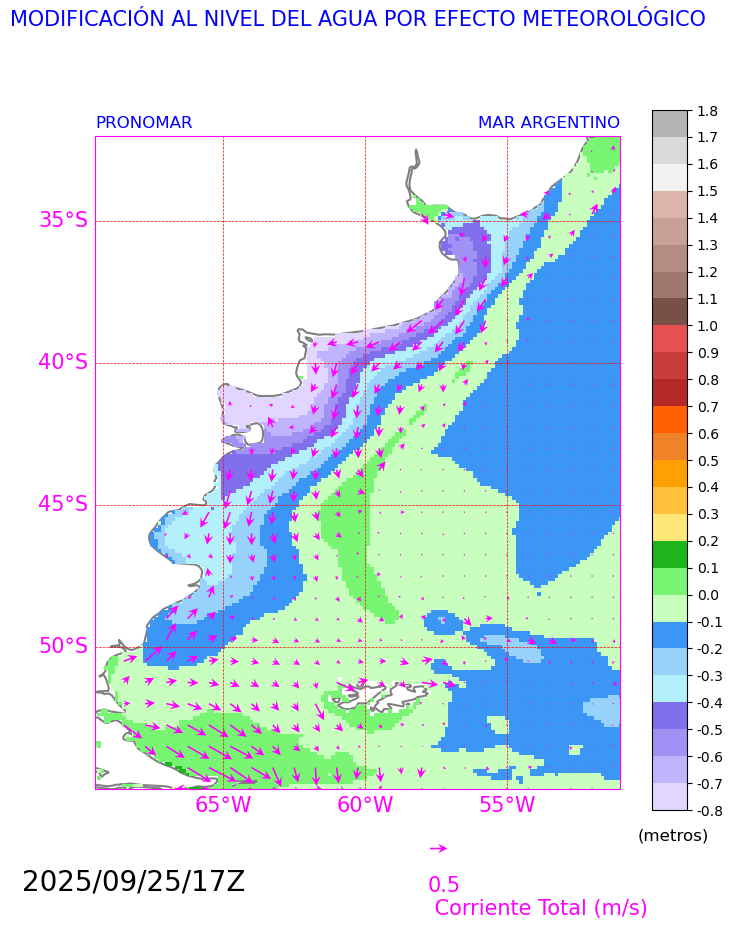 MODIFICACIÓN AL NIVEL DEL AGUA POR EFECTO METEOROLÓGICO
PRONOMAR
MAR ARGENTINO
1.8
1.7
1.6
1.5
1.4
1.3
1.2
1.1
1.0
0.9
0.8
0.7
0.6
0.5
0.4
0.3
0.2
0.1
0.0
-0.1
-0.2
-0.3
-0.4
-0.5
-0.6
-0.7
-0.8
(metros)
35°S
40°S
45°S
50°S
65°W
60°W
55°W
2025/09/25/17Z
0.5
Corriente Total (m/s)